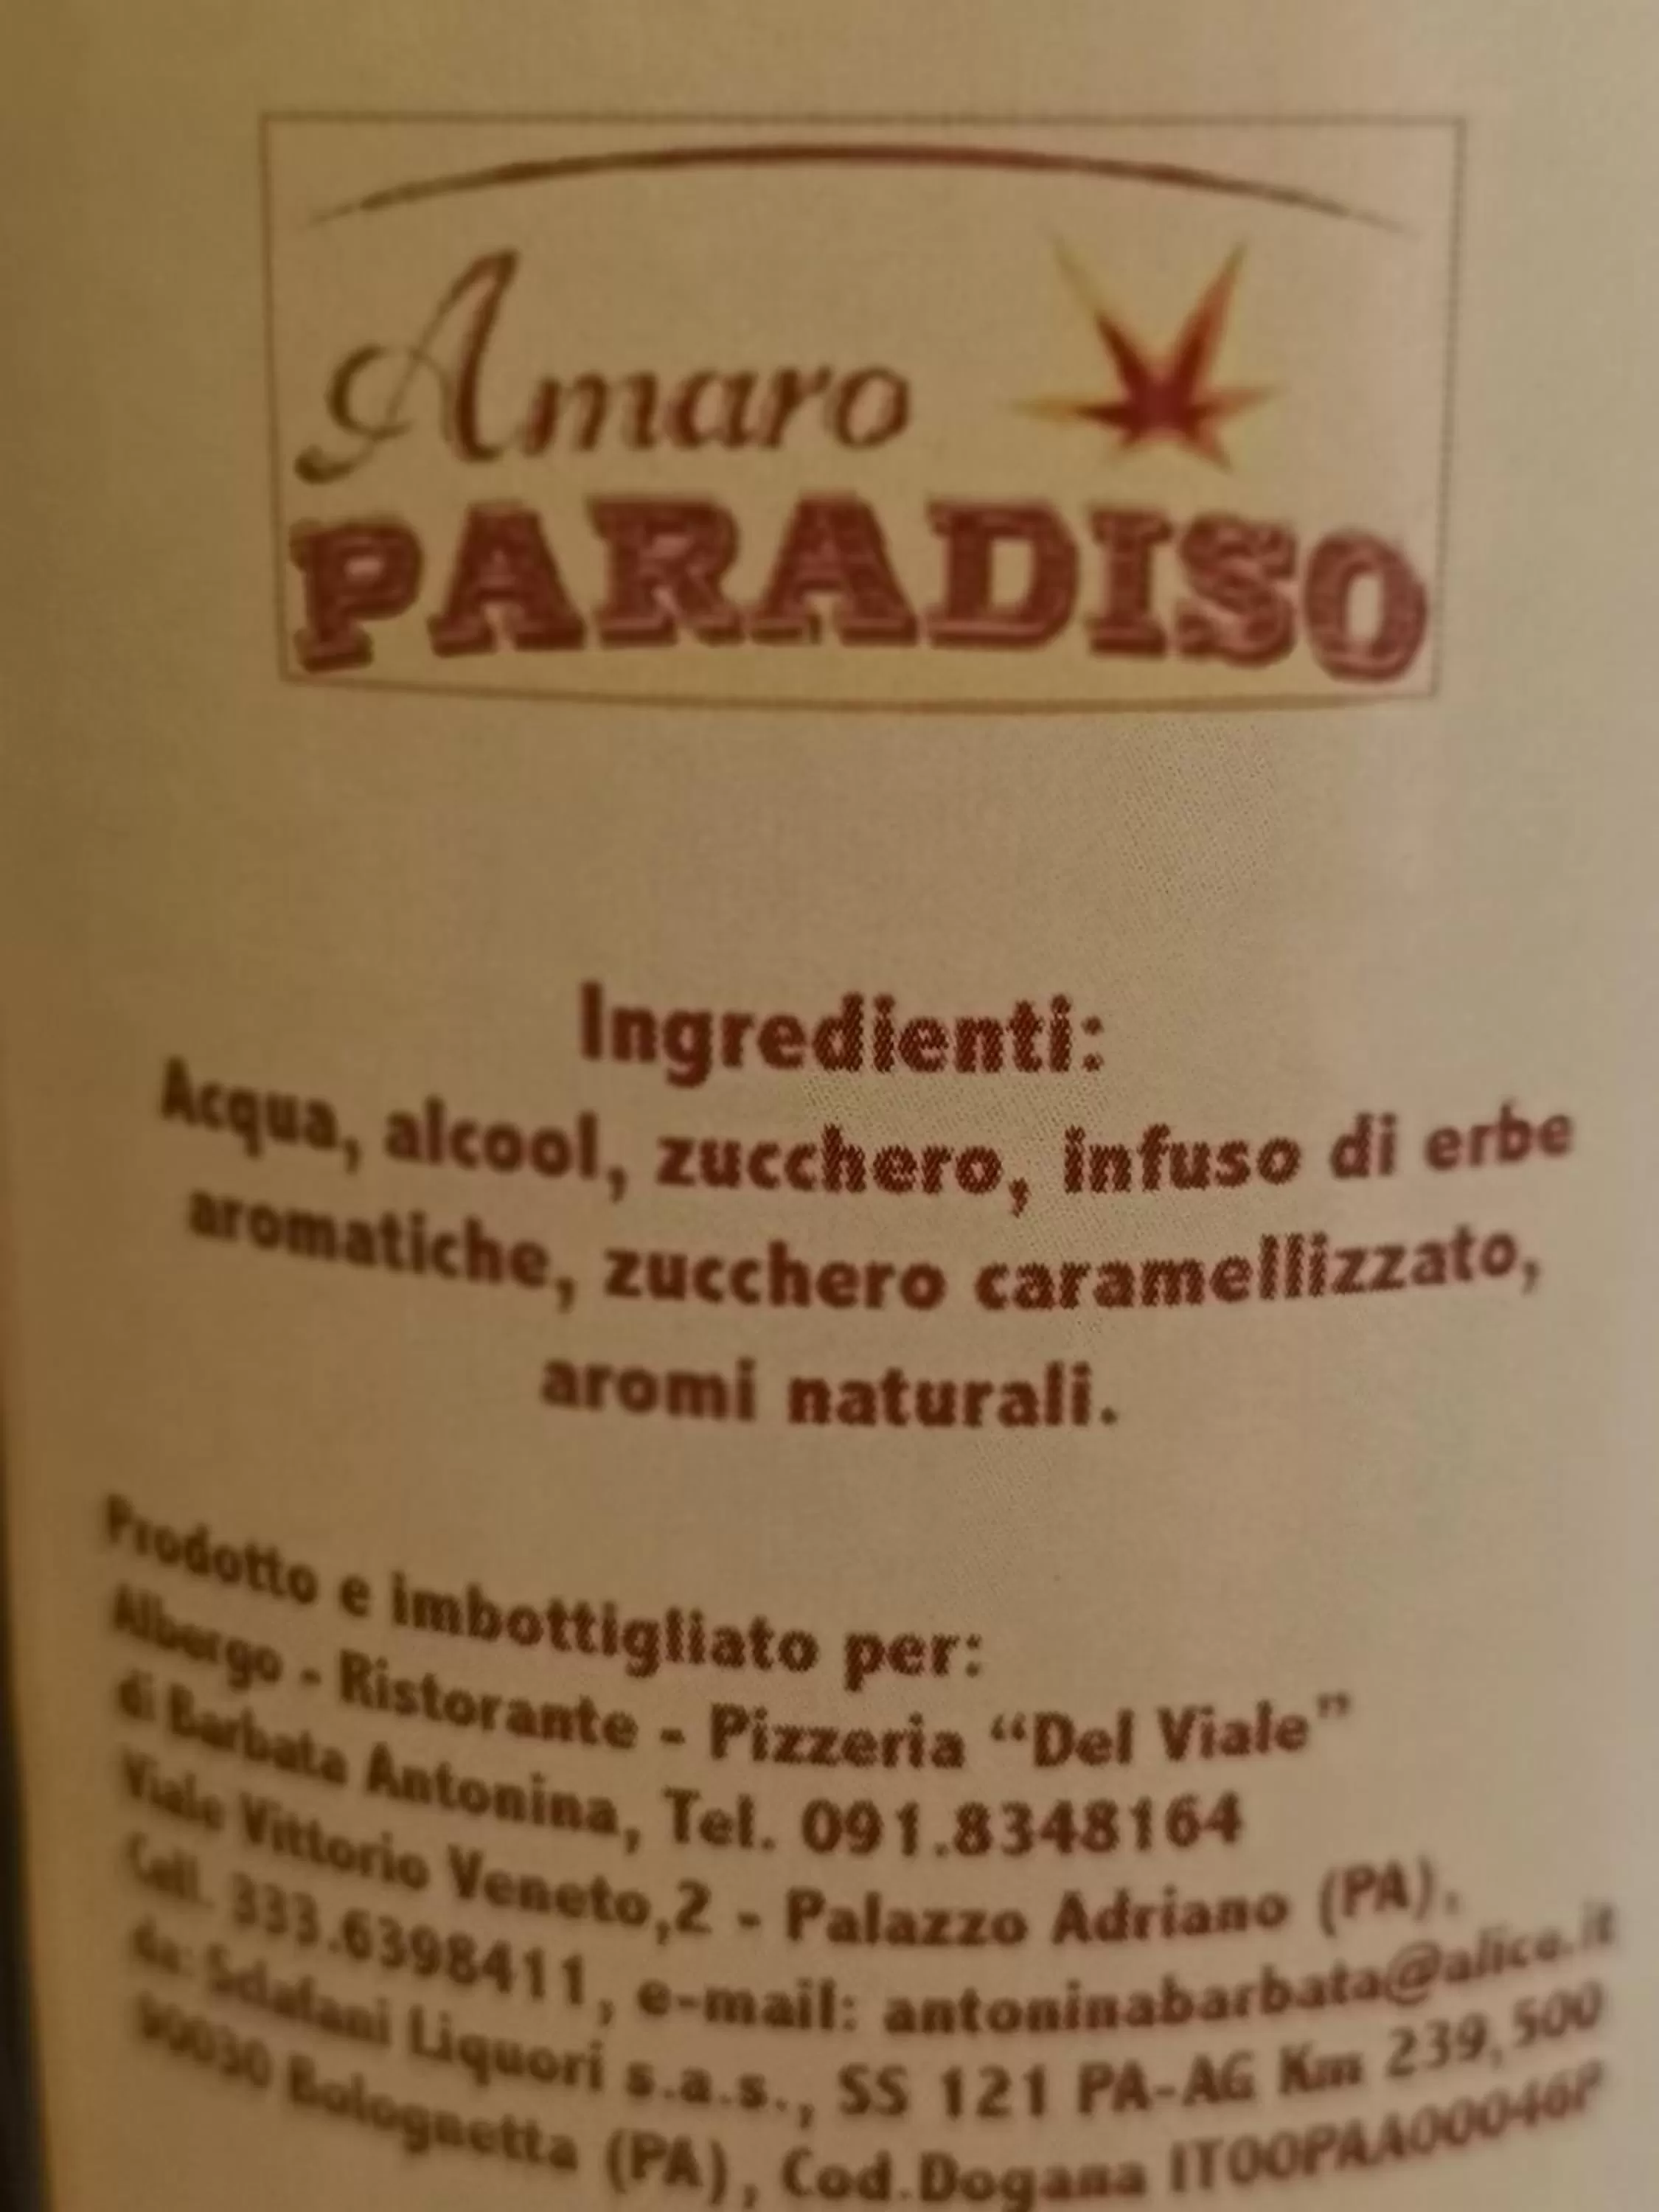 Amaro
PARADISO
Ingredienti:
Acqua, alcool, zucchero, infuso di erbe
aromatiche, zucchero caramellizzato,
aromi naturali.
Prodotto e imbottigliato per:
Albergo - Ristorante - Pizzeria “Del Viale”
di Barbata Antonina, Tel. 091.8348164
Viale Vittorio Veneto,2 - Palazzo Adriano (PA).
Cell. 333.6398411, e-mail: antoninabarbata@alice.it
da: Sclafani Liquori s.a.s., SS 121 PA-AG Km 239,500
90030 Bolognetta (PA), Cod.Dogana IT00PAA00046P